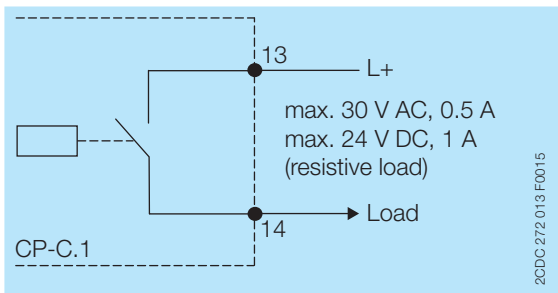 13
L+
max. 30 V AC, 0.5 A
max. 24 V DC, 1 A
(resistive load)
Load
14
CP-C.1
2CDC 272 013 F0015